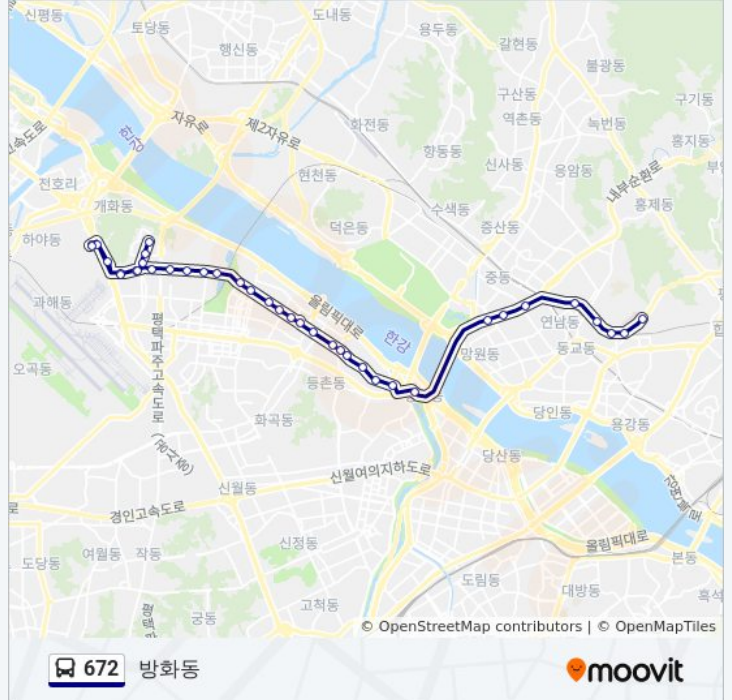 신평동
도내동
토당동
용두동
갈현동
행신동
불광동
구산동
구기동
자유로
제2자유로
역촌동
녹번동
화전동
한강
홍지동
향동동
신사동
응암동
내부순환로
현천동
전호리
개화동
수색동
홍제동
덕은동
증산동
하야동
중동
과해동
올림픽대로
한강
연남동
평택파주고속도로
망원동
동교동
오곡동
등촌동
당인동
화곡동
용강동
당산동
신월여의지하도로
신월동
경인고속도로
신정동
올림픽대로
도당동
여월동
작동
본동
도림동
대방동
고척동
궁동
© OpenStreetMap contributors | © OpenMapTiles
672 방화동
moovit